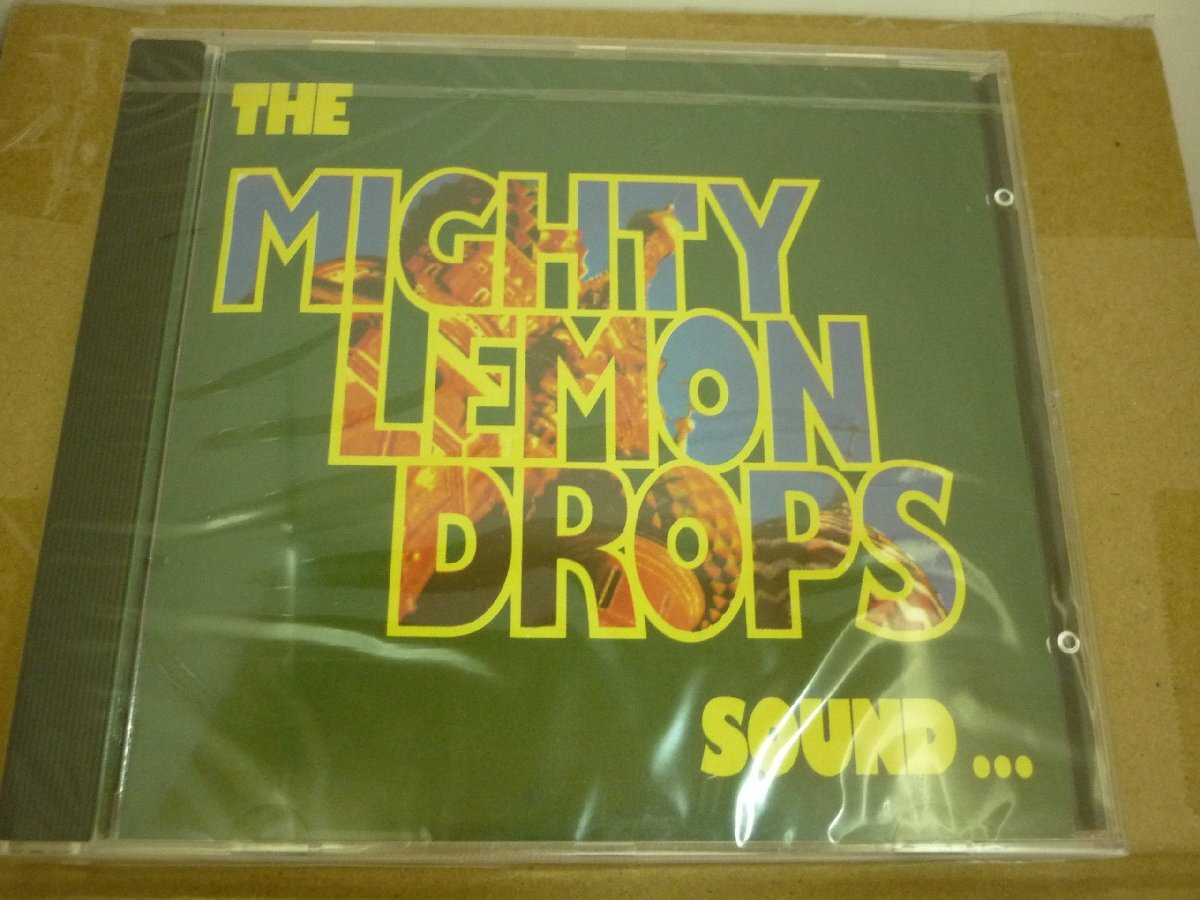 THE
MIGHTY
LEMON
DROPS
SOUND...